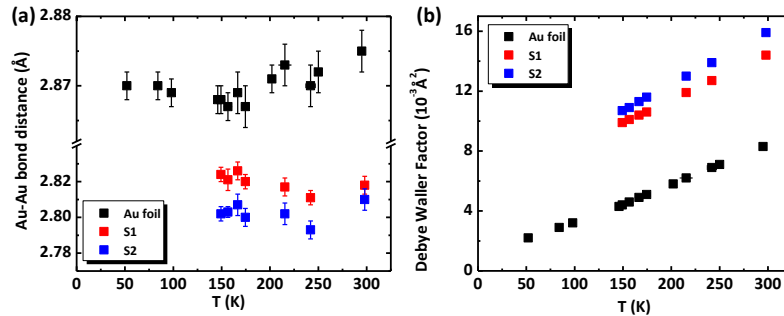 (a)
2.88
2.87
2.82
2.80
2.78
Au-Au bond distance (Å)
Au foil
S1
S2
0 50 100 150 200 250 300
T (K)
(b)
16
12
8
4
0
Debye Waller Factor (10⁻³Å²)
Au foil
S1
S2
0 50 100 150 200 250 300
T (K)